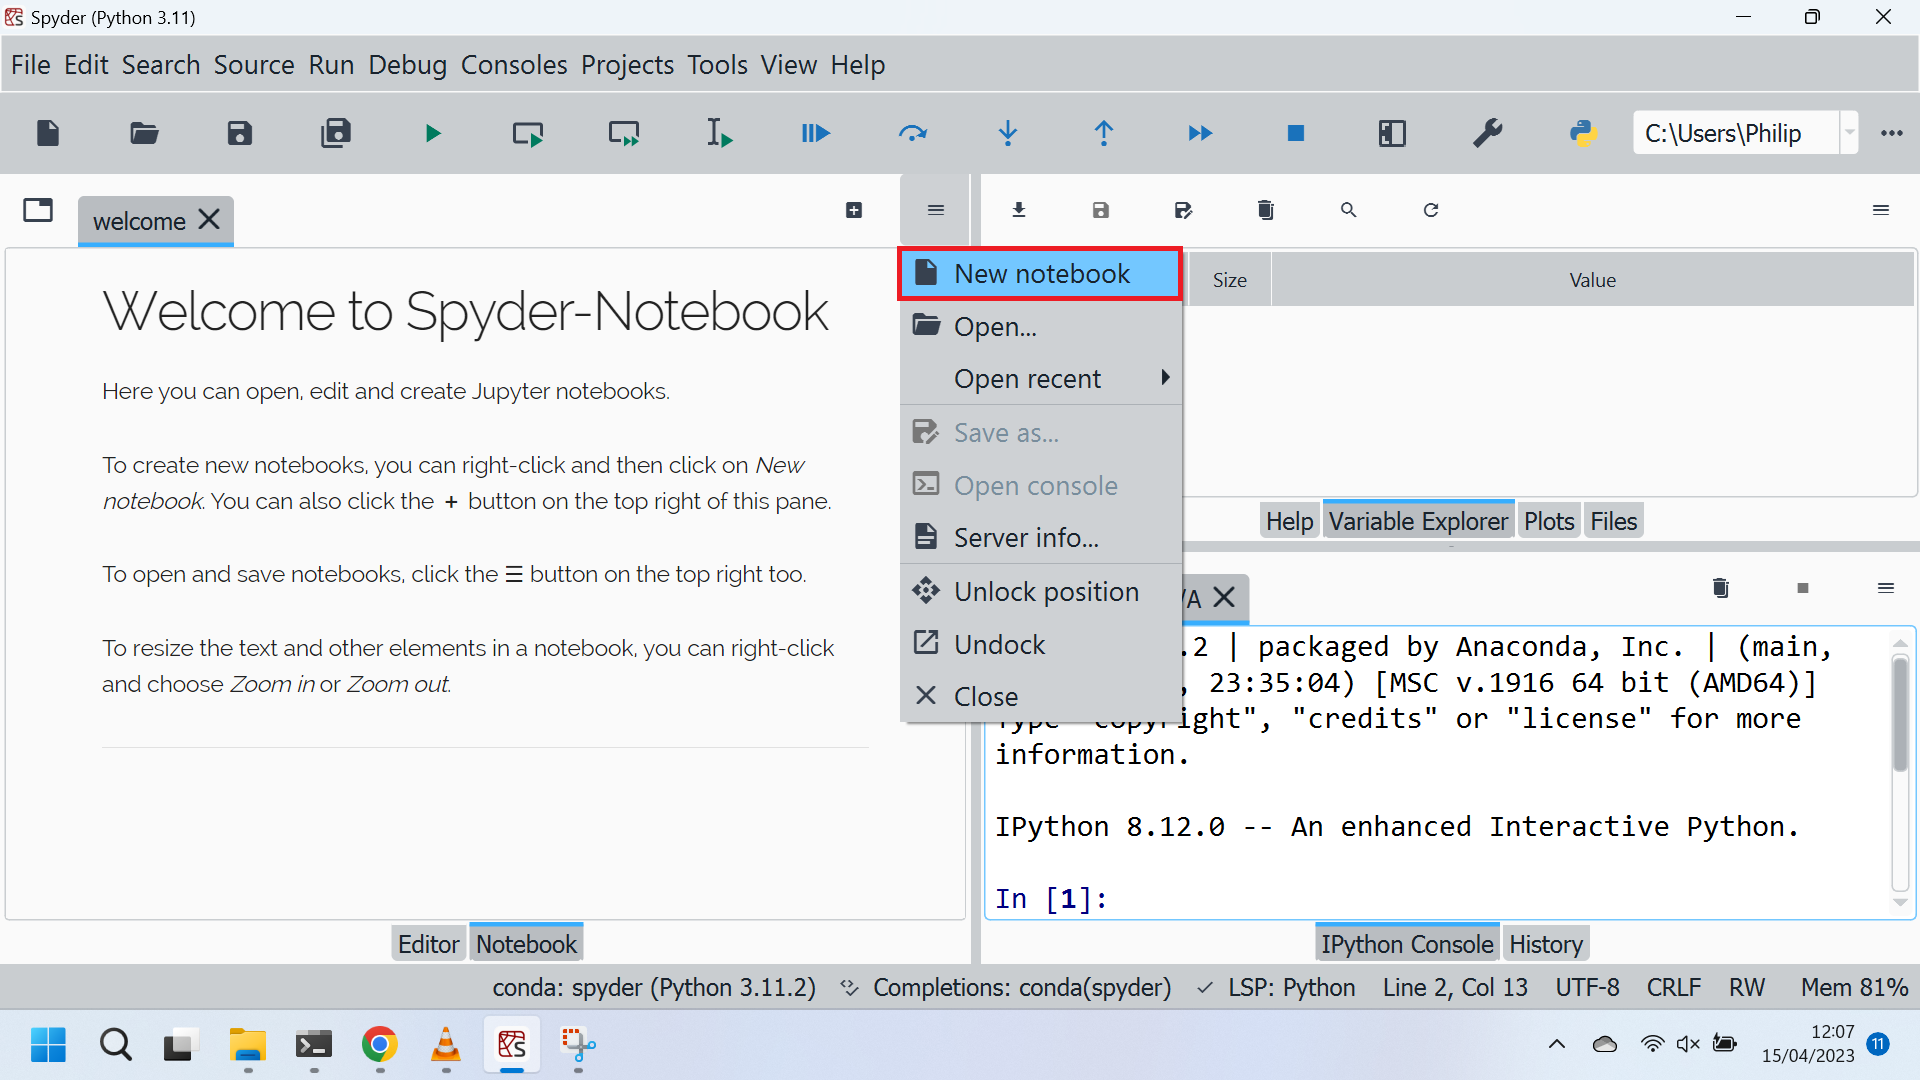 Spyder (Python 3.11)
File Edit Search Source Run Debug Consoles Projects Tools View Help
C:\Users\Philip
welcome
Welcome to Spyder-Notebook
Here you can open, edit and create Jupyter notebooks.
To create new notebooks, you can right-click and then click on New
notebook. You can also click the + button on the top right of this pane.
To open and save notebooks, click the ☰ button on the top right too.
To resize the text and other elements in a notebook, you can right-click
and choose Zoom in or Zoom out.
New notebook
Open...
Open recent
Save as...
Open console
Server info...
Unlock position
Undock
Close
Size
Value
Help Variable Explorer Plots Files
/A
.2 | packaged by Anaconda, Inc. | (main,
, 23:35:04) [MSC v.1916 64 bit (AMD64)]
Type "copyright", "credits" or "license" for more
information.
IPython 8.12.0 -- An enhanced Interactive Python.
In [1]:
Editor Notebook
IPython Console History
conda: spyder (Python 3.11.2) Completions: conda(spyder) LSP: Python Line 2, Col 13 UTF-8 CRLF RW Mem 81%
12:07
15/04/2023
11